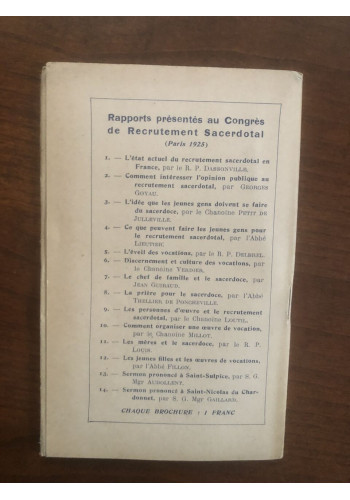 Rapports présentés au Congrès
de Recrutement Sacerdotal
(Paris 1925)
1. — L'état actuel du recrutement sacerdotal en
France, par le R. P. DASSONVILLE.
2. — Comment intéresser l'opinion publique au
recrutement sacerdotal, par GEORGES
GOYAU.
3. — L'idée que les jeunes gens doivent se faire
du sacerdoce, par le Chanoine PETIT DE
JULLEVILLE.
4. — Ce que peuvent faire les jeunes gens pour
le recrutement sacerdotal, par l'Abbé
LIEUTIER.
5. — L'éveil des vocations, par le R. P. DELBREL.
6. — Discernement et culture des vocations, par
le Chanoine VERDIER.
7. — Le chef de famille et le sacerdoce, par
JEAN GUIRAUD.
8. — La prière pour le sacerdoce, par l'Abbé
THELLIER DE PONCHEVILLE.
9. — Les personnes d'œuvre et le recrutement
sacerdotal, par le Chanoine LOUTIL.
10. — Comment organiser une œuvre de vocation,
par le Chanoine MILLOT.
11. — Les mères et le sacerdoce, par le R. P.
LOUIS.
12. — Les jeunes filles et les œuvres de vocations,
par l'Abbé FILLON.
13. — Sermon prononcé à Saint-Sulpice, par S. G.
Mgr AUDOLLENT.
14. — Sermon prononcé à Saint-Nicolas du Char-
donnet, par S. G. Mgr GAILLARD.
CHAQUE BROCHURE : 1 FRANC